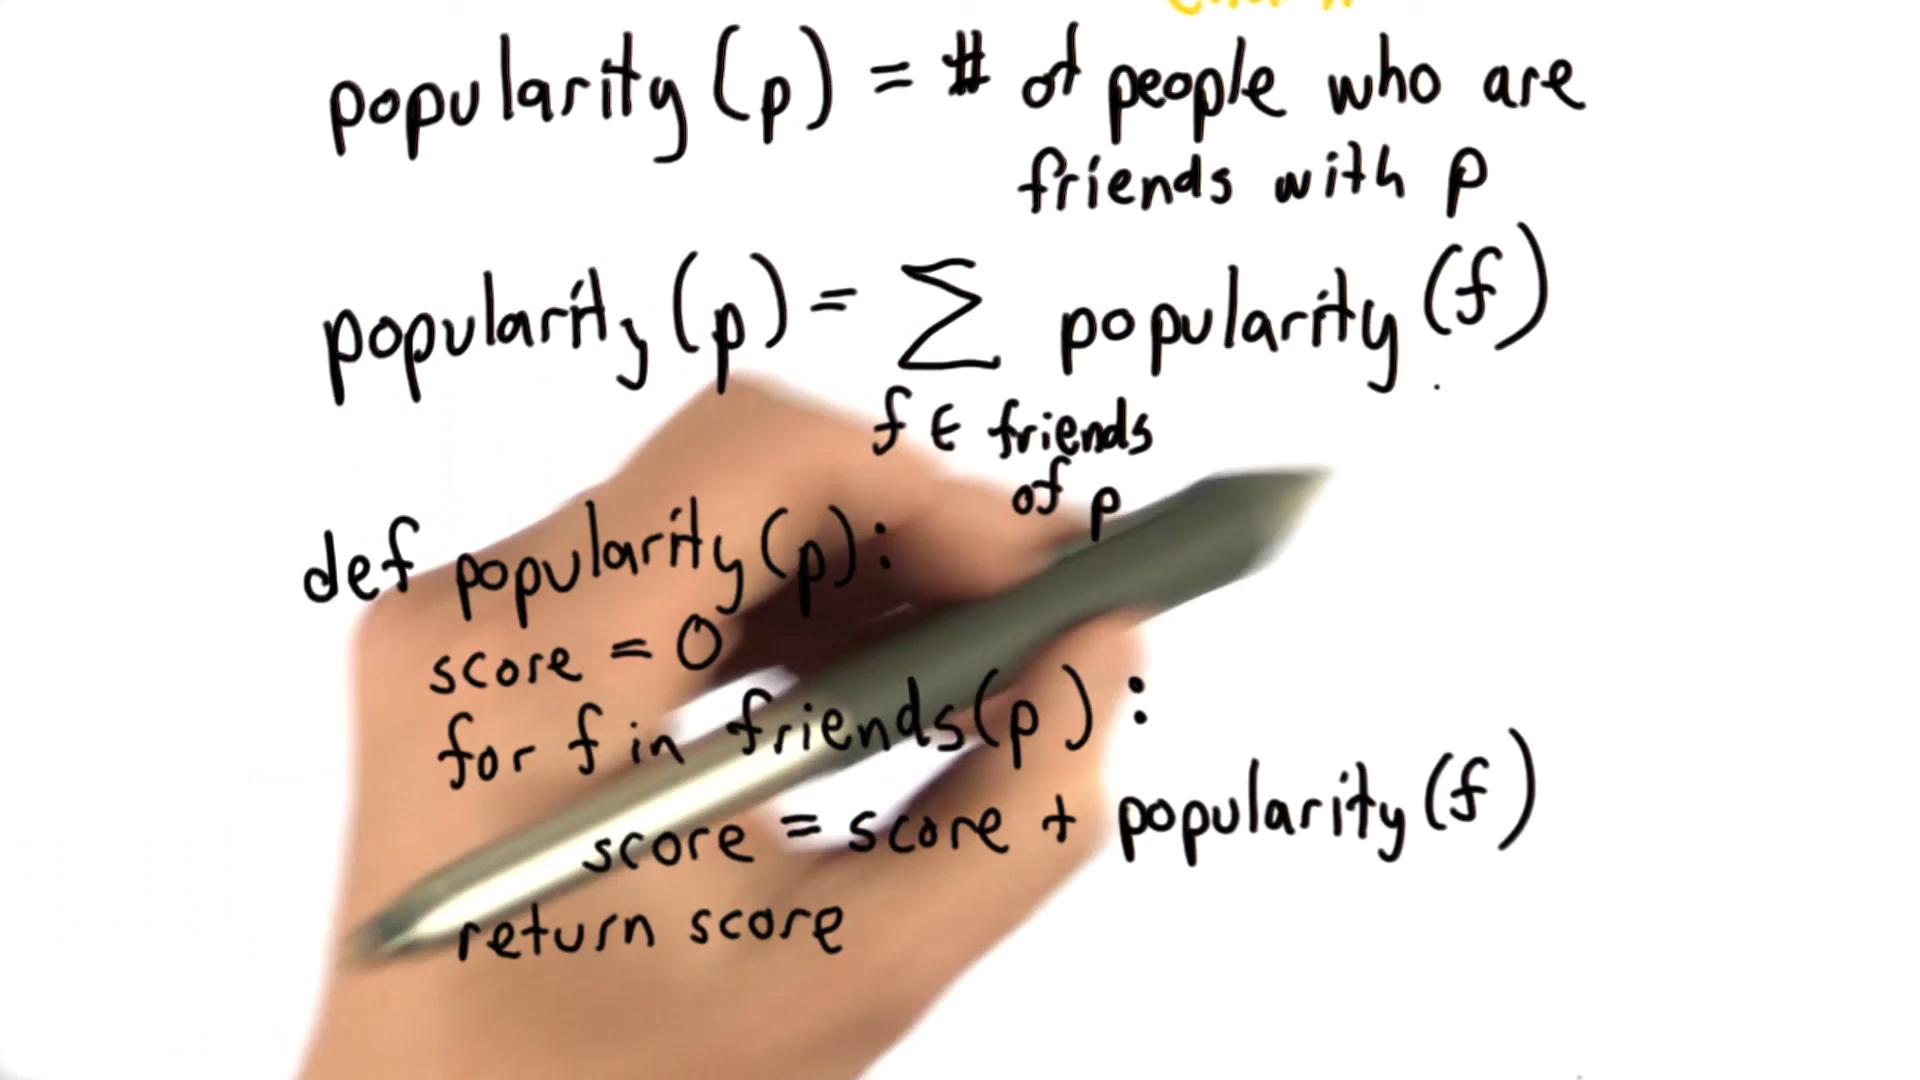 popularity(p) = # of people who are
friends with p
popularity(p) = Σ popularity(f)
f ∈ friends
of p
def popularity(p):
score = 0
for f in friends(p):
score = score + popularity(f)
return score